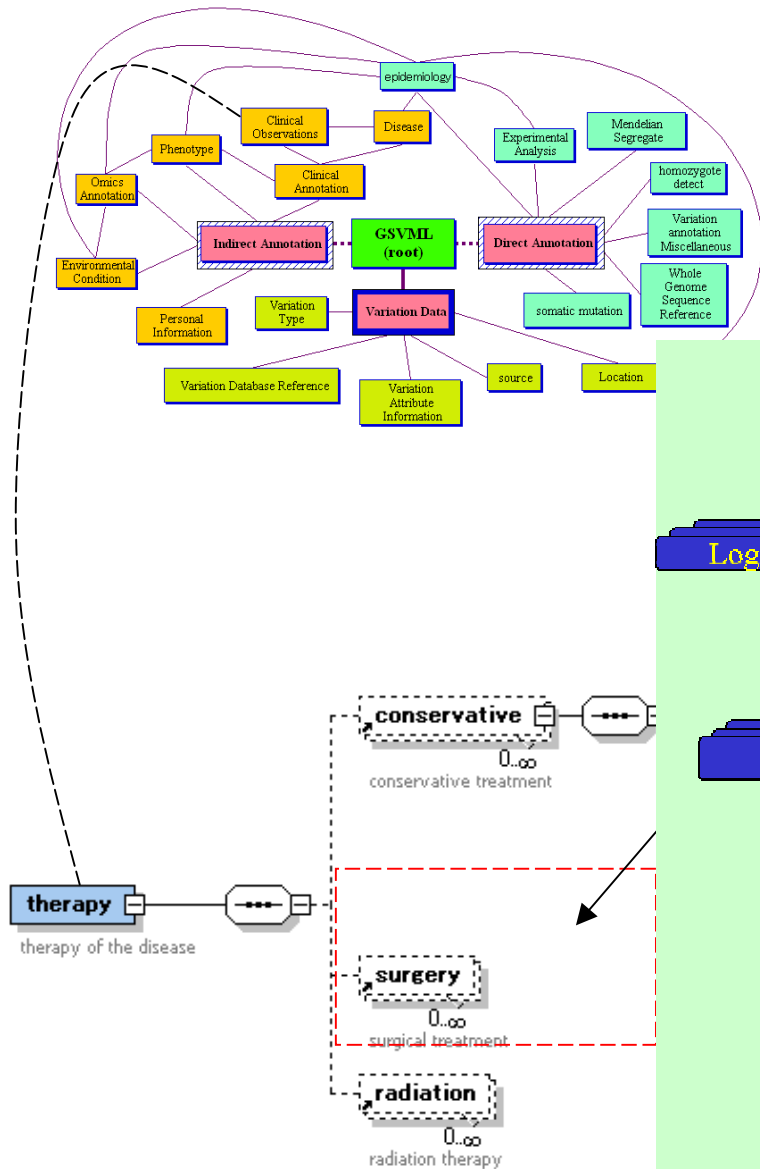 epidemiology
Clinical
Observations
Disease
Experimental
Analysis
Mendelian
Segregate
Phenotype
Clinical
Annotation
homozygote
detect
Omics
Annotation
Indirect Annotation
GSVML
(root)
Direct Annotation
Variation
annotation
Miscellaneous
Environmental
Condition
Whole
Genome
Sequence
Reference
Personal
Information
Variation
Type
Variation Data
somatic mutation
Variation Database Reference
Variation
Attribute
Information
source
Location
Log
conservative
0..∞
conservative treatment
therapy
therapy of the disease
surgery
0..∞
surgical treatment
radiation
0..∞
radiation therapy